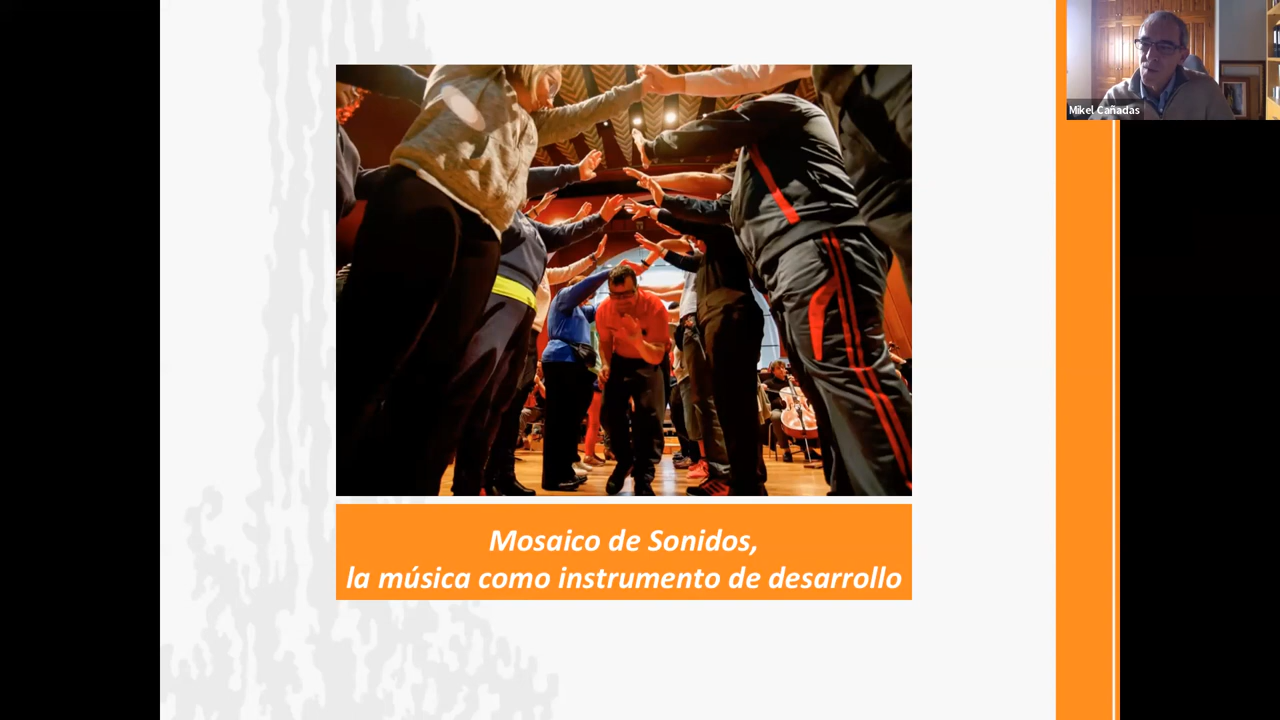 Mikel Cañadas
Mosaico de Sonidos,
la música como instrumento de desarrollo